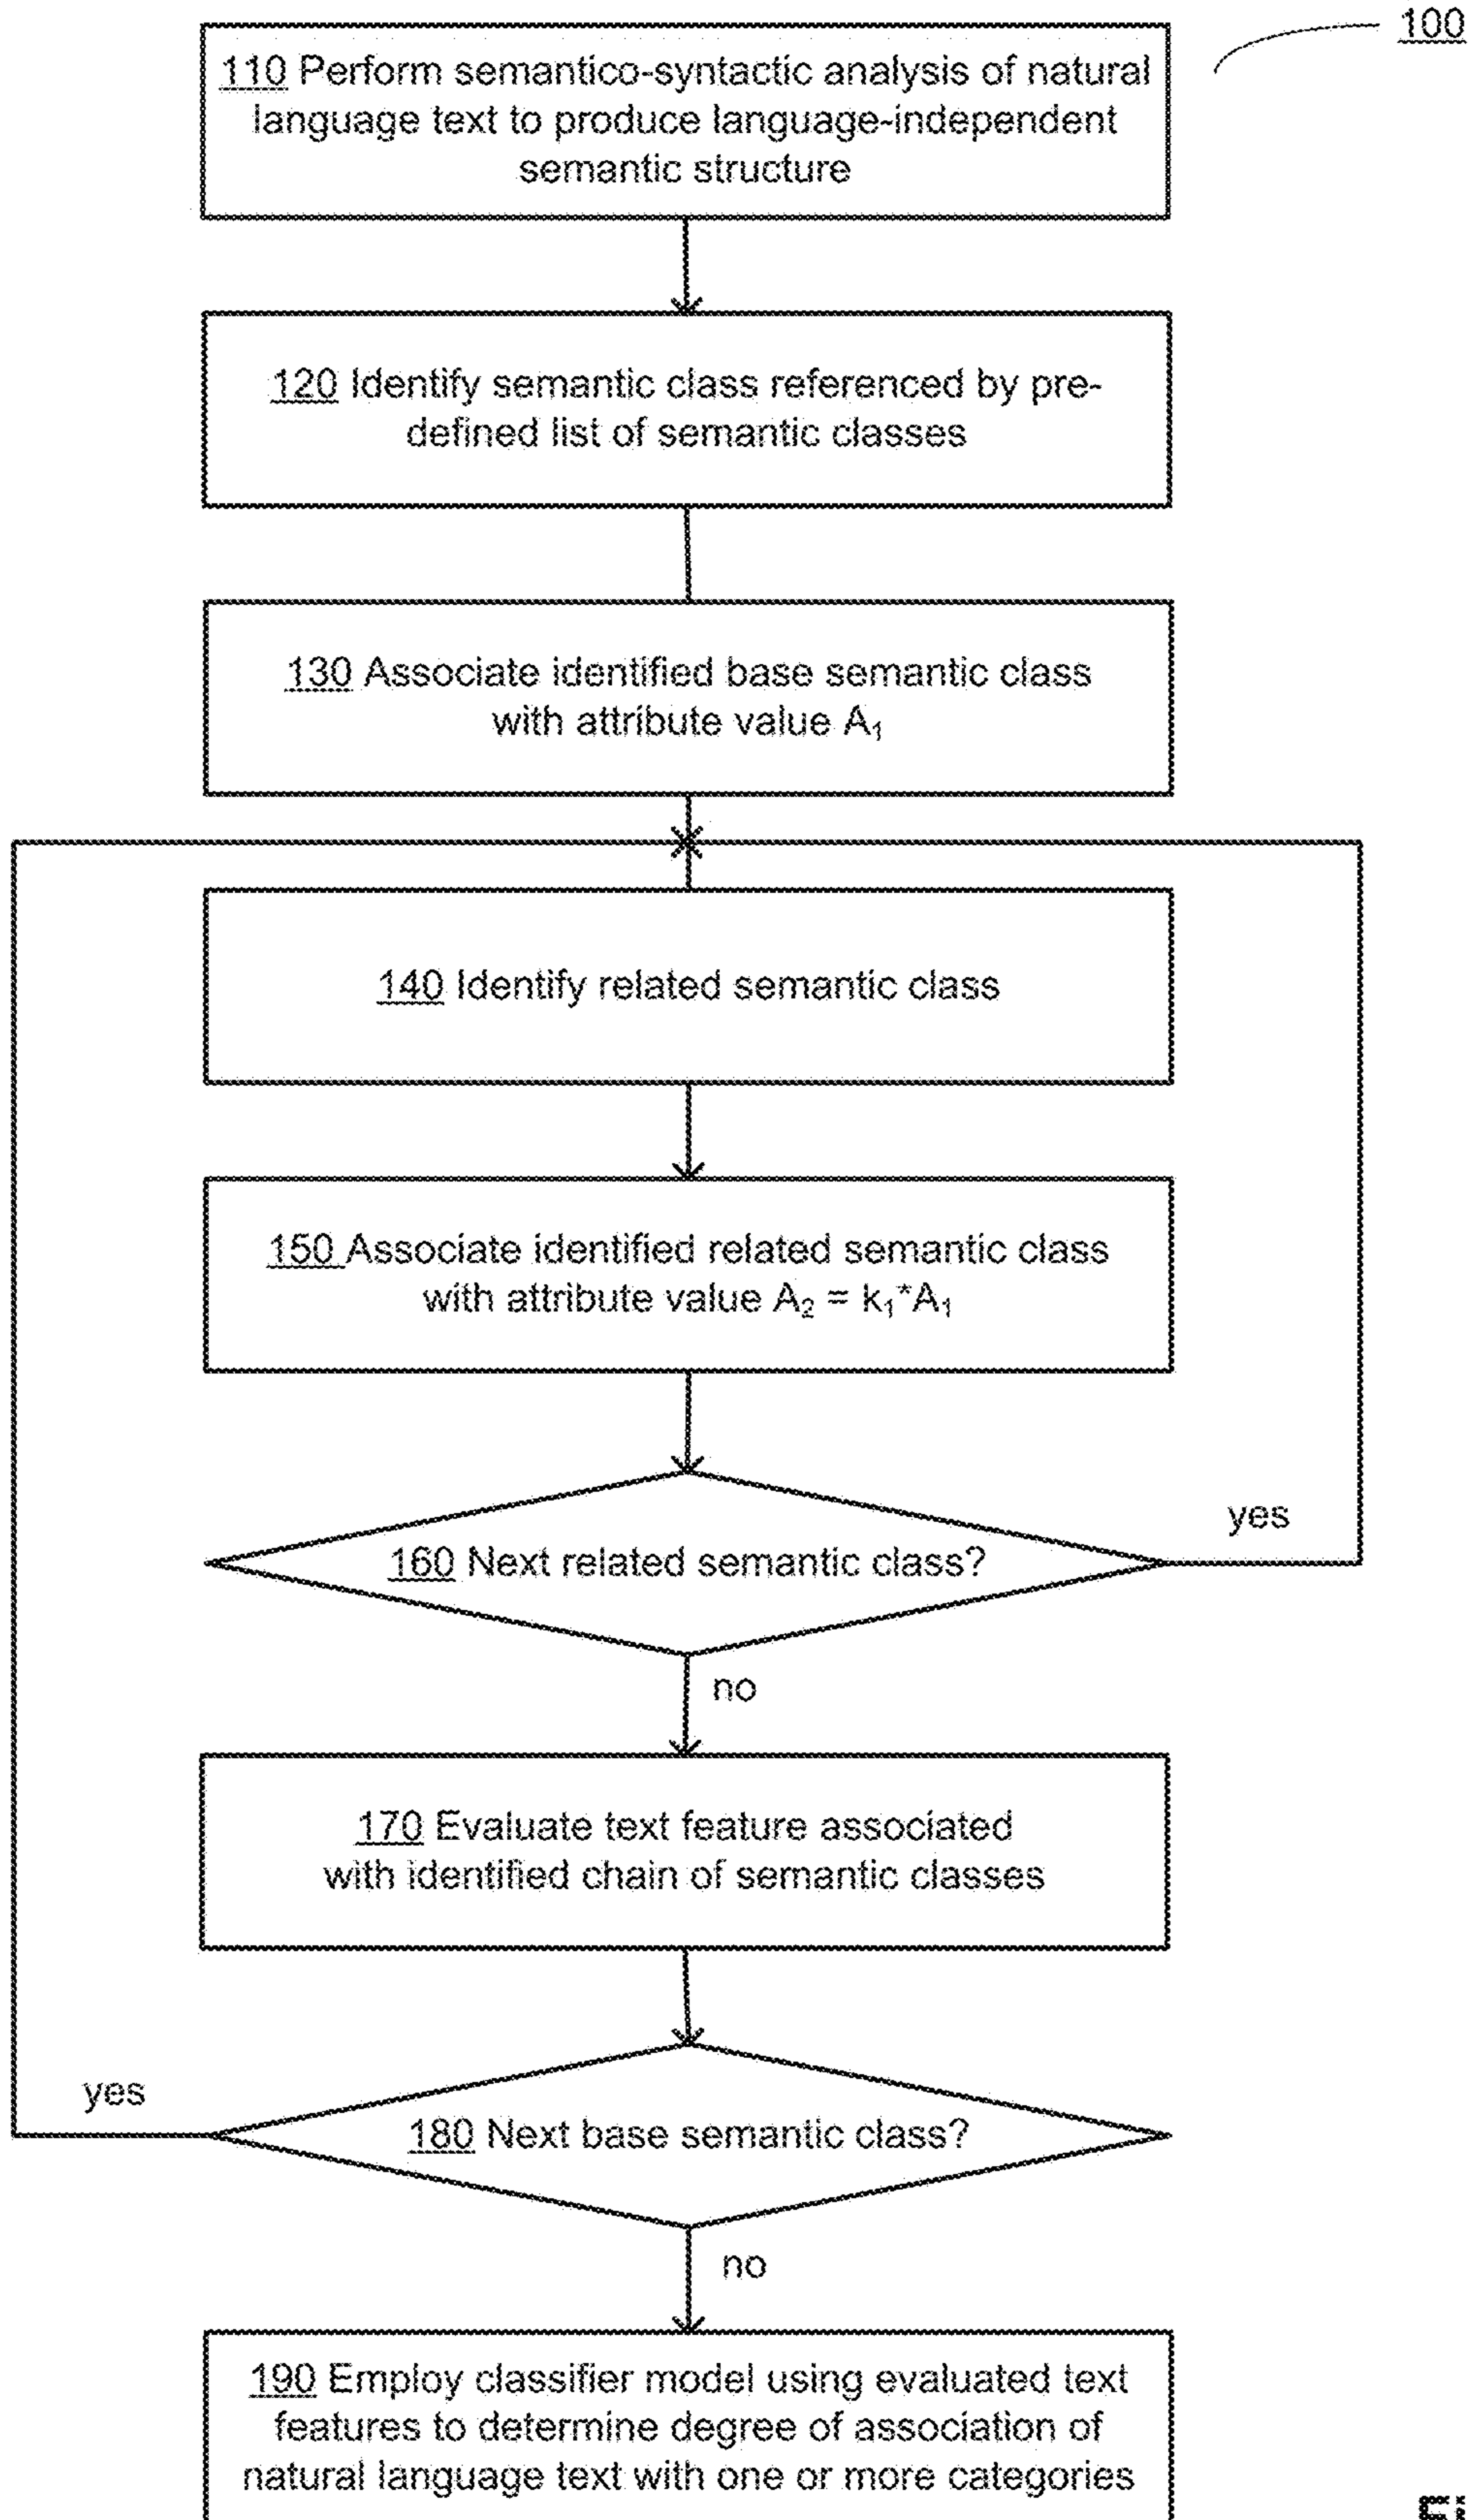 100
110 Perform semantico-syntactic analysis of natural
language text to produce language-independent
semantic structure
120 Identify semantic class referenced by pre-
defined list of semantic classes
130 Associate identified base semantic class
with attribute value A₁
140 Identify related semantic class
150 Associate identified related semantic class
with attribute value A₂ = k₁*A₁
yes
160 Next related semantic class?
no
170 Evaluate text feature associated
with identified chain of semantic classes
yes
180 Next base semantic class?
no
190 Employ classifier model using evaluated text
features to determine degree of association of
natural language text with one or more categories